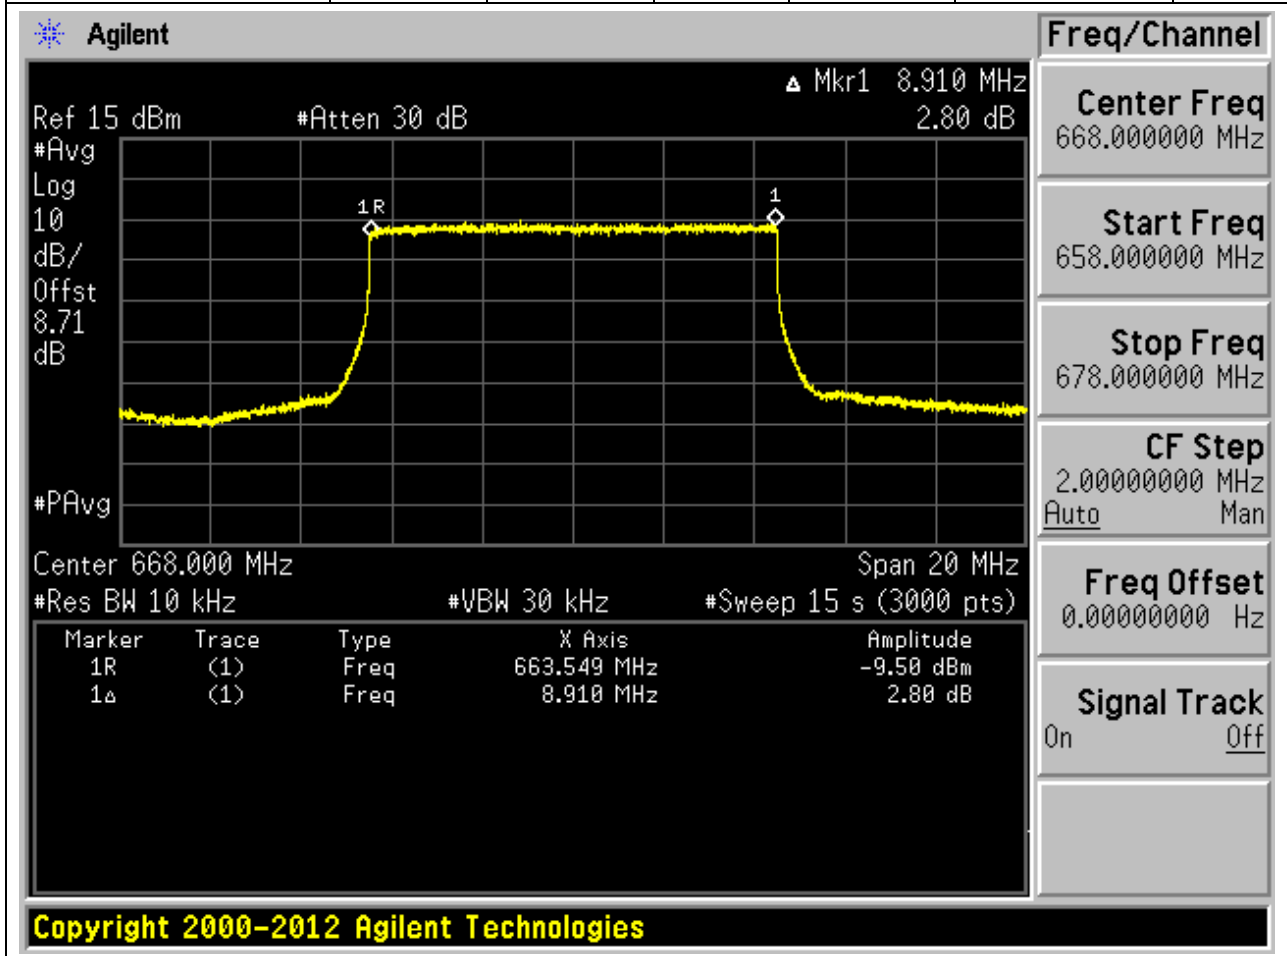 Agilent
Freq/Channel
Δ Mkr1 8.910 MHz
Ref 15 dBm #Atten 30 dB 2.80 dB
#Avg
Log
10
dB/
Offst
8.71
dB
1R
1
#PAvg
Center 668.000 MHz Span 20 MHz
#Res BW 10 kHz #VBW 30 kHz #Sweep 15 s (3000 pts)
Marker Trace Type X Axis Amplitude
1R (1) Freq 663.549 MHz -9.50 dBm
1Δ (1) Freq 8.910 MHz 2.80 dB
Center Freq
668.000000 MHz
Start Freq
658.000000 MHz
Stop Freq
678.000000 MHz
CF Step
2.00000000 MHz
Auto Man
Freq Offset
0.00000000 Hz
Signal Track
On Off
Copyright 2000-2012 Agilent Technologies